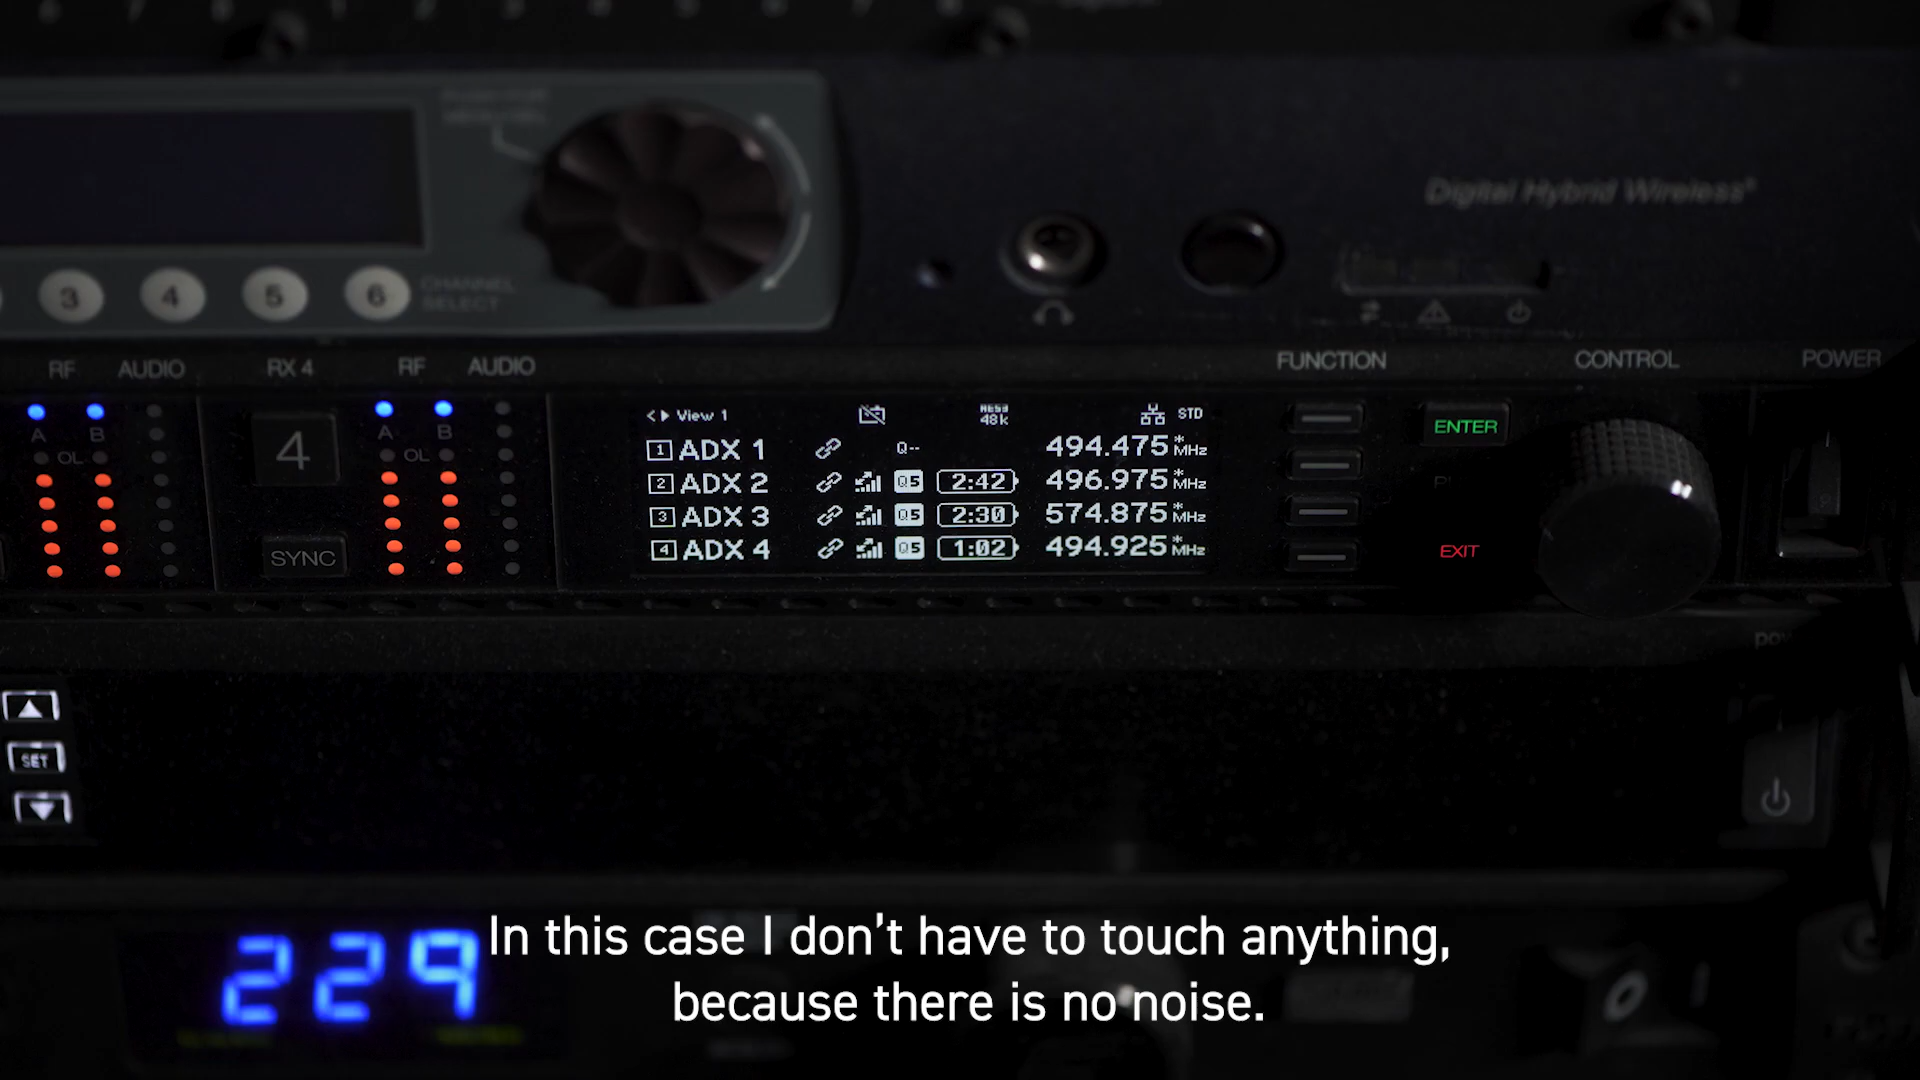 Digital Hybrid Wireless®
3 4 5 6 CHANNEL
SELECT
RF AUDIO RX 4 RF AUDIO FUNCTION CONTROL POWER
A B A B
OL OL
4
SYNC
View 1 48k STD
1 ADX 1 Q-- 494.475* MHz
2 ADX 2 Q5 2:42 496.975* MHz
3 ADX 3 Q5 2:30 574.875* MHz
4 ADX 4 Q5 1:02 494.925* MHz
ENTER
EXIT
SET
229
In this case I don't have to touch anything,
because there is no noise.